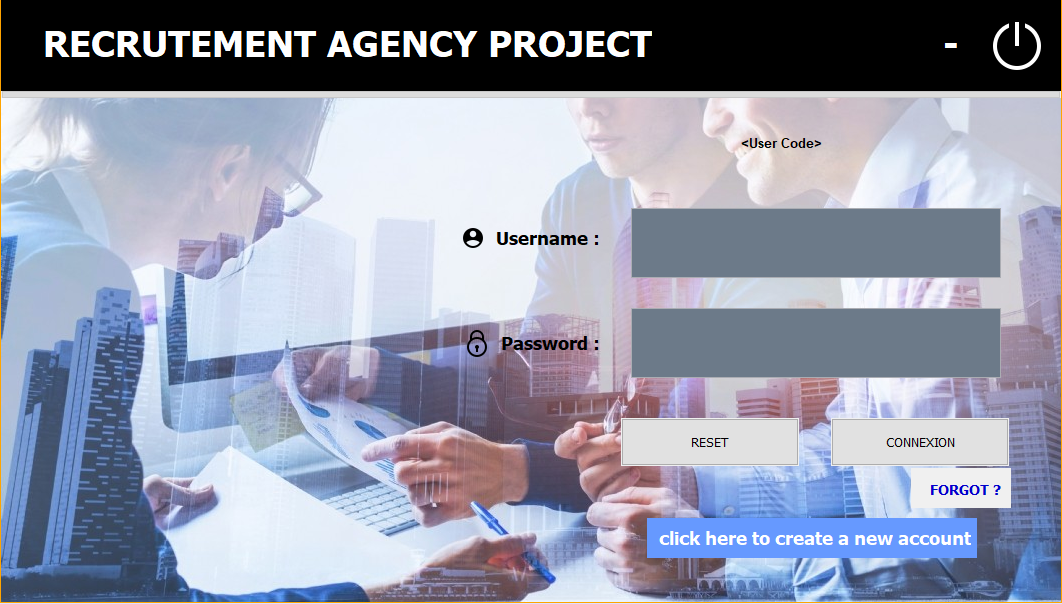 RECRUTEMENT AGENCY PROJECT -
<User Code>
Username :
Password :
RESET CONNEXION
FORGOT ?
click here to create a new account